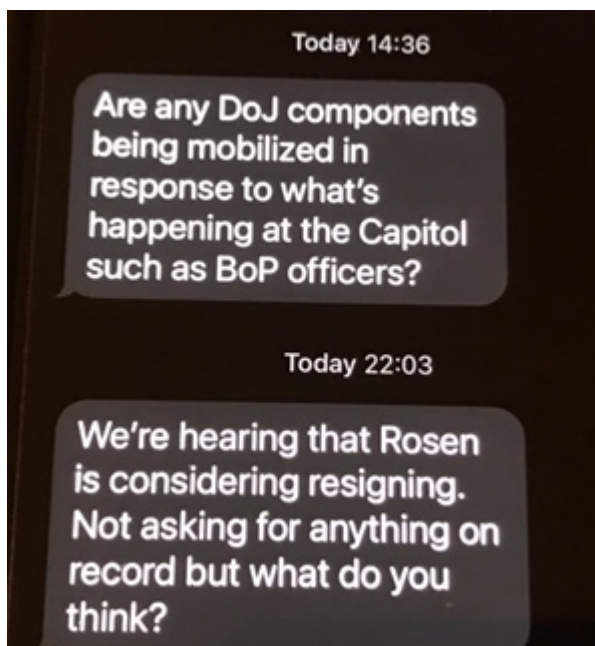 Today 14:36
Are any DoJ components
being mobilized in
response to what's
happening at the Capitol
such as BoP officers?
Today 22:03
We're hearing that Rosen
is considering resigning.
Not asking for anything on
record but what do you
think?